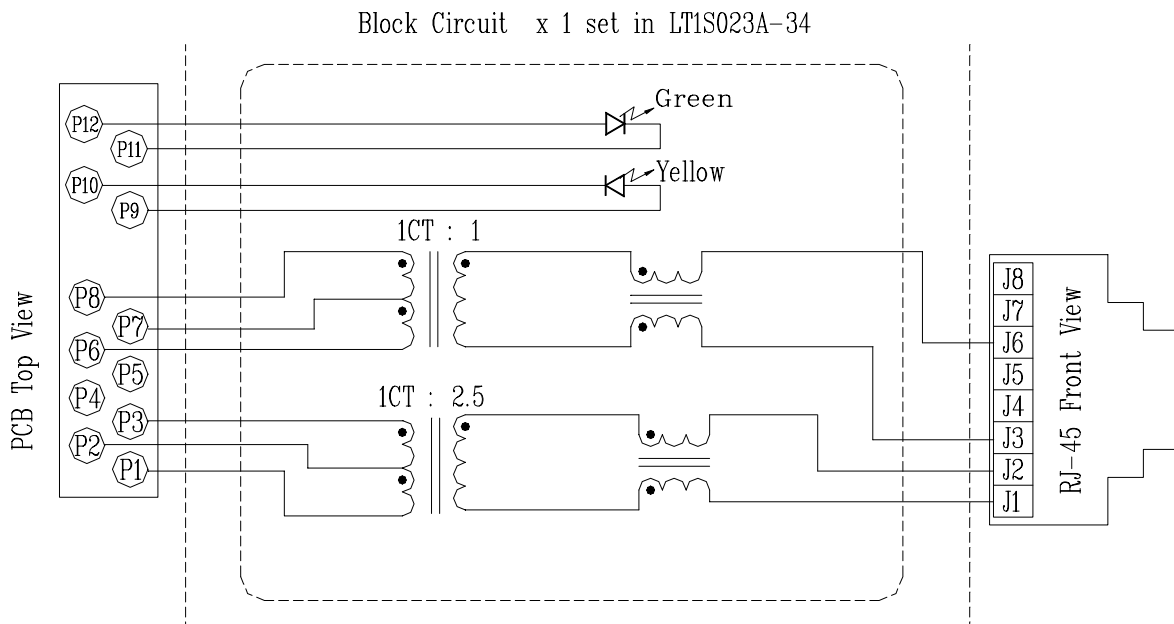 Block Circuit x 1 set in LT1S023A-34
P12
Green
P11
P10
Yellow
P9
1CT : 1
P8
P7
P6
P5
P4
1CT : 2.5
P3
P2
P1
PCB Top View
J8
J7
J6
J5
J4
J3
J2
J1
RJ-45 Front View